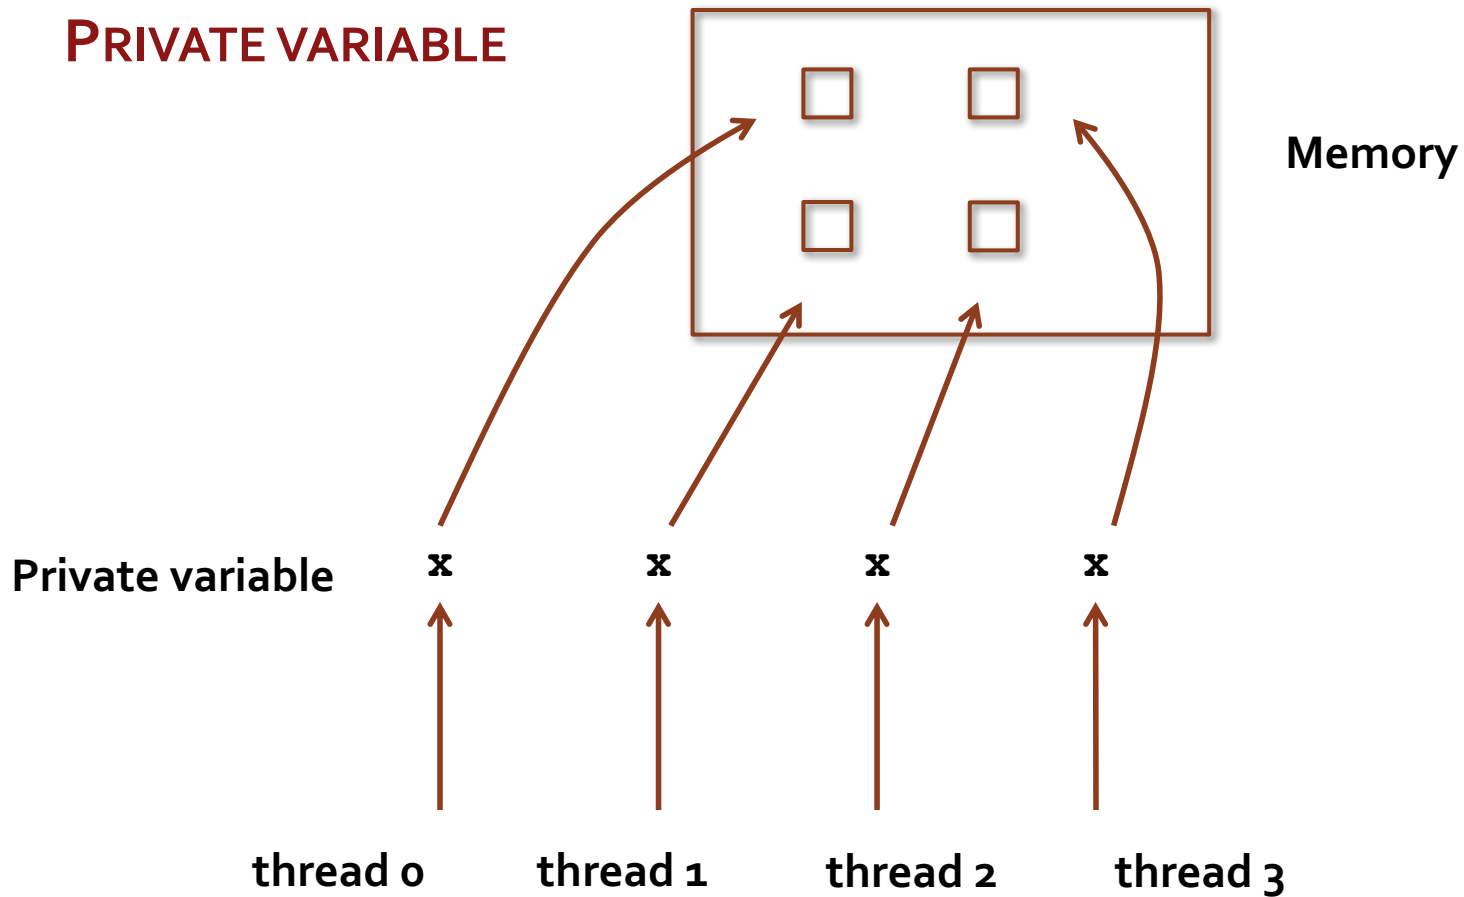 PRIVATE VARIABLE
Memory
Private variable x x x x
thread 0 thread 1 thread 2 thread 3